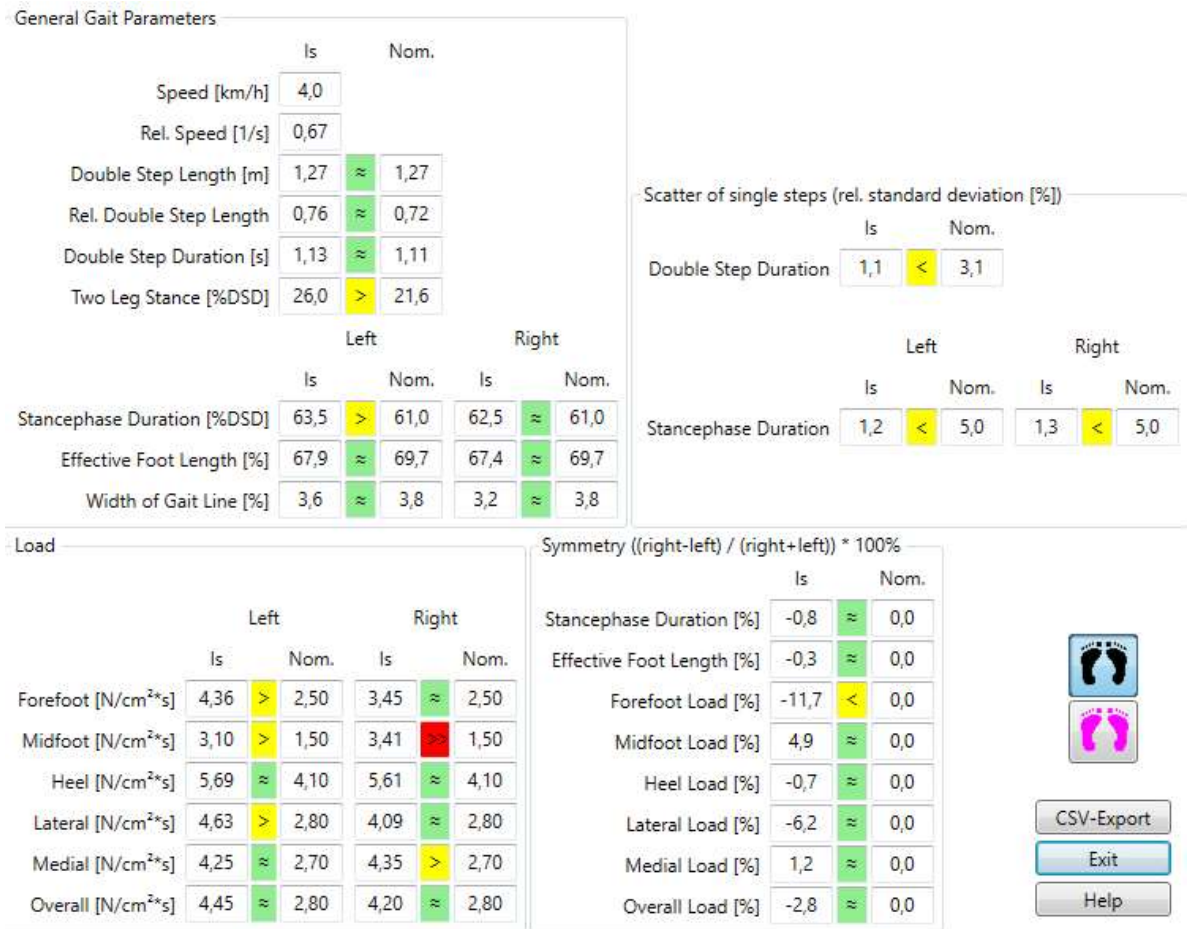 General Gait Parameters
Is Nom.
Speed [km/h] 4,0
Rel. Speed [1/s] 0,67
Double Step Length [m] 1,27 ≈ 1,27
Rel. Double Step Length 0,76 ≈ 0,72
Double Step Duration [s] 1,13 ≈ 1,11
Two Leg Stance [%DSD] 26,0 > 21,6
Left Right
Is Nom. Is Nom.
Stancephase Duration [%DSD] 63,5 > 61,0 62,5 ≈ 61,0
Effective Foot Length [%] 67,9 ≈ 69,7 67,4 ≈ 69,7
Width of Gait Line [%] 3,6 ≈ 3,8 3,2 ≈ 3,8
Scatter of single steps (rel. standard deviation [%])
Is Nom.
Double Step Duration 1,1 < 3,1
Left Right
Is Nom. Is Nom.
Stancephase Duration 1,2 < 5,0 1,3 < 5,0
Load
Left Right
Is Nom. Is Nom.
Forefoot [N/cm²*s] 4,36 > 2,50 3,45 ≈ 2,50
Midfoot [N/cm²*s] 3,10 > 1,50 3,41 >> 1,50
Heel [N/cm²*s] 5,69 ≈ 4,10 5,61 ≈ 4,10
Lateral [N/cm²*s] 4,63 > 2,80 4,09 ≈ 2,80
Medial [N/cm²*s] 4,25 ≈ 2,70 4,35 > 2,70
Overall [N/cm²*s] 4,45 ≈ 2,80 4,20 ≈ 2,80
Symmetry ((right-left) / (right+left)) * 100%
Is Nom.
Stancephase Duration [%] -0,8 ≈ 0,0
Effective Foot Length [%] -0,3 ≈ 0,0
Forefoot Load [%] -11,7 < 0,0
Midfoot Load [%] 4,9 ≈ 0,0
Heel Load [%] -0,7 ≈ 0,0
Lateral Load [%] -6,2 ≈ 0,0
Medial Load [%] 1,2 ≈ 0,0
Overall Load [%] -2,8 ≈ 0,0
CSV-Export
Exit
Help